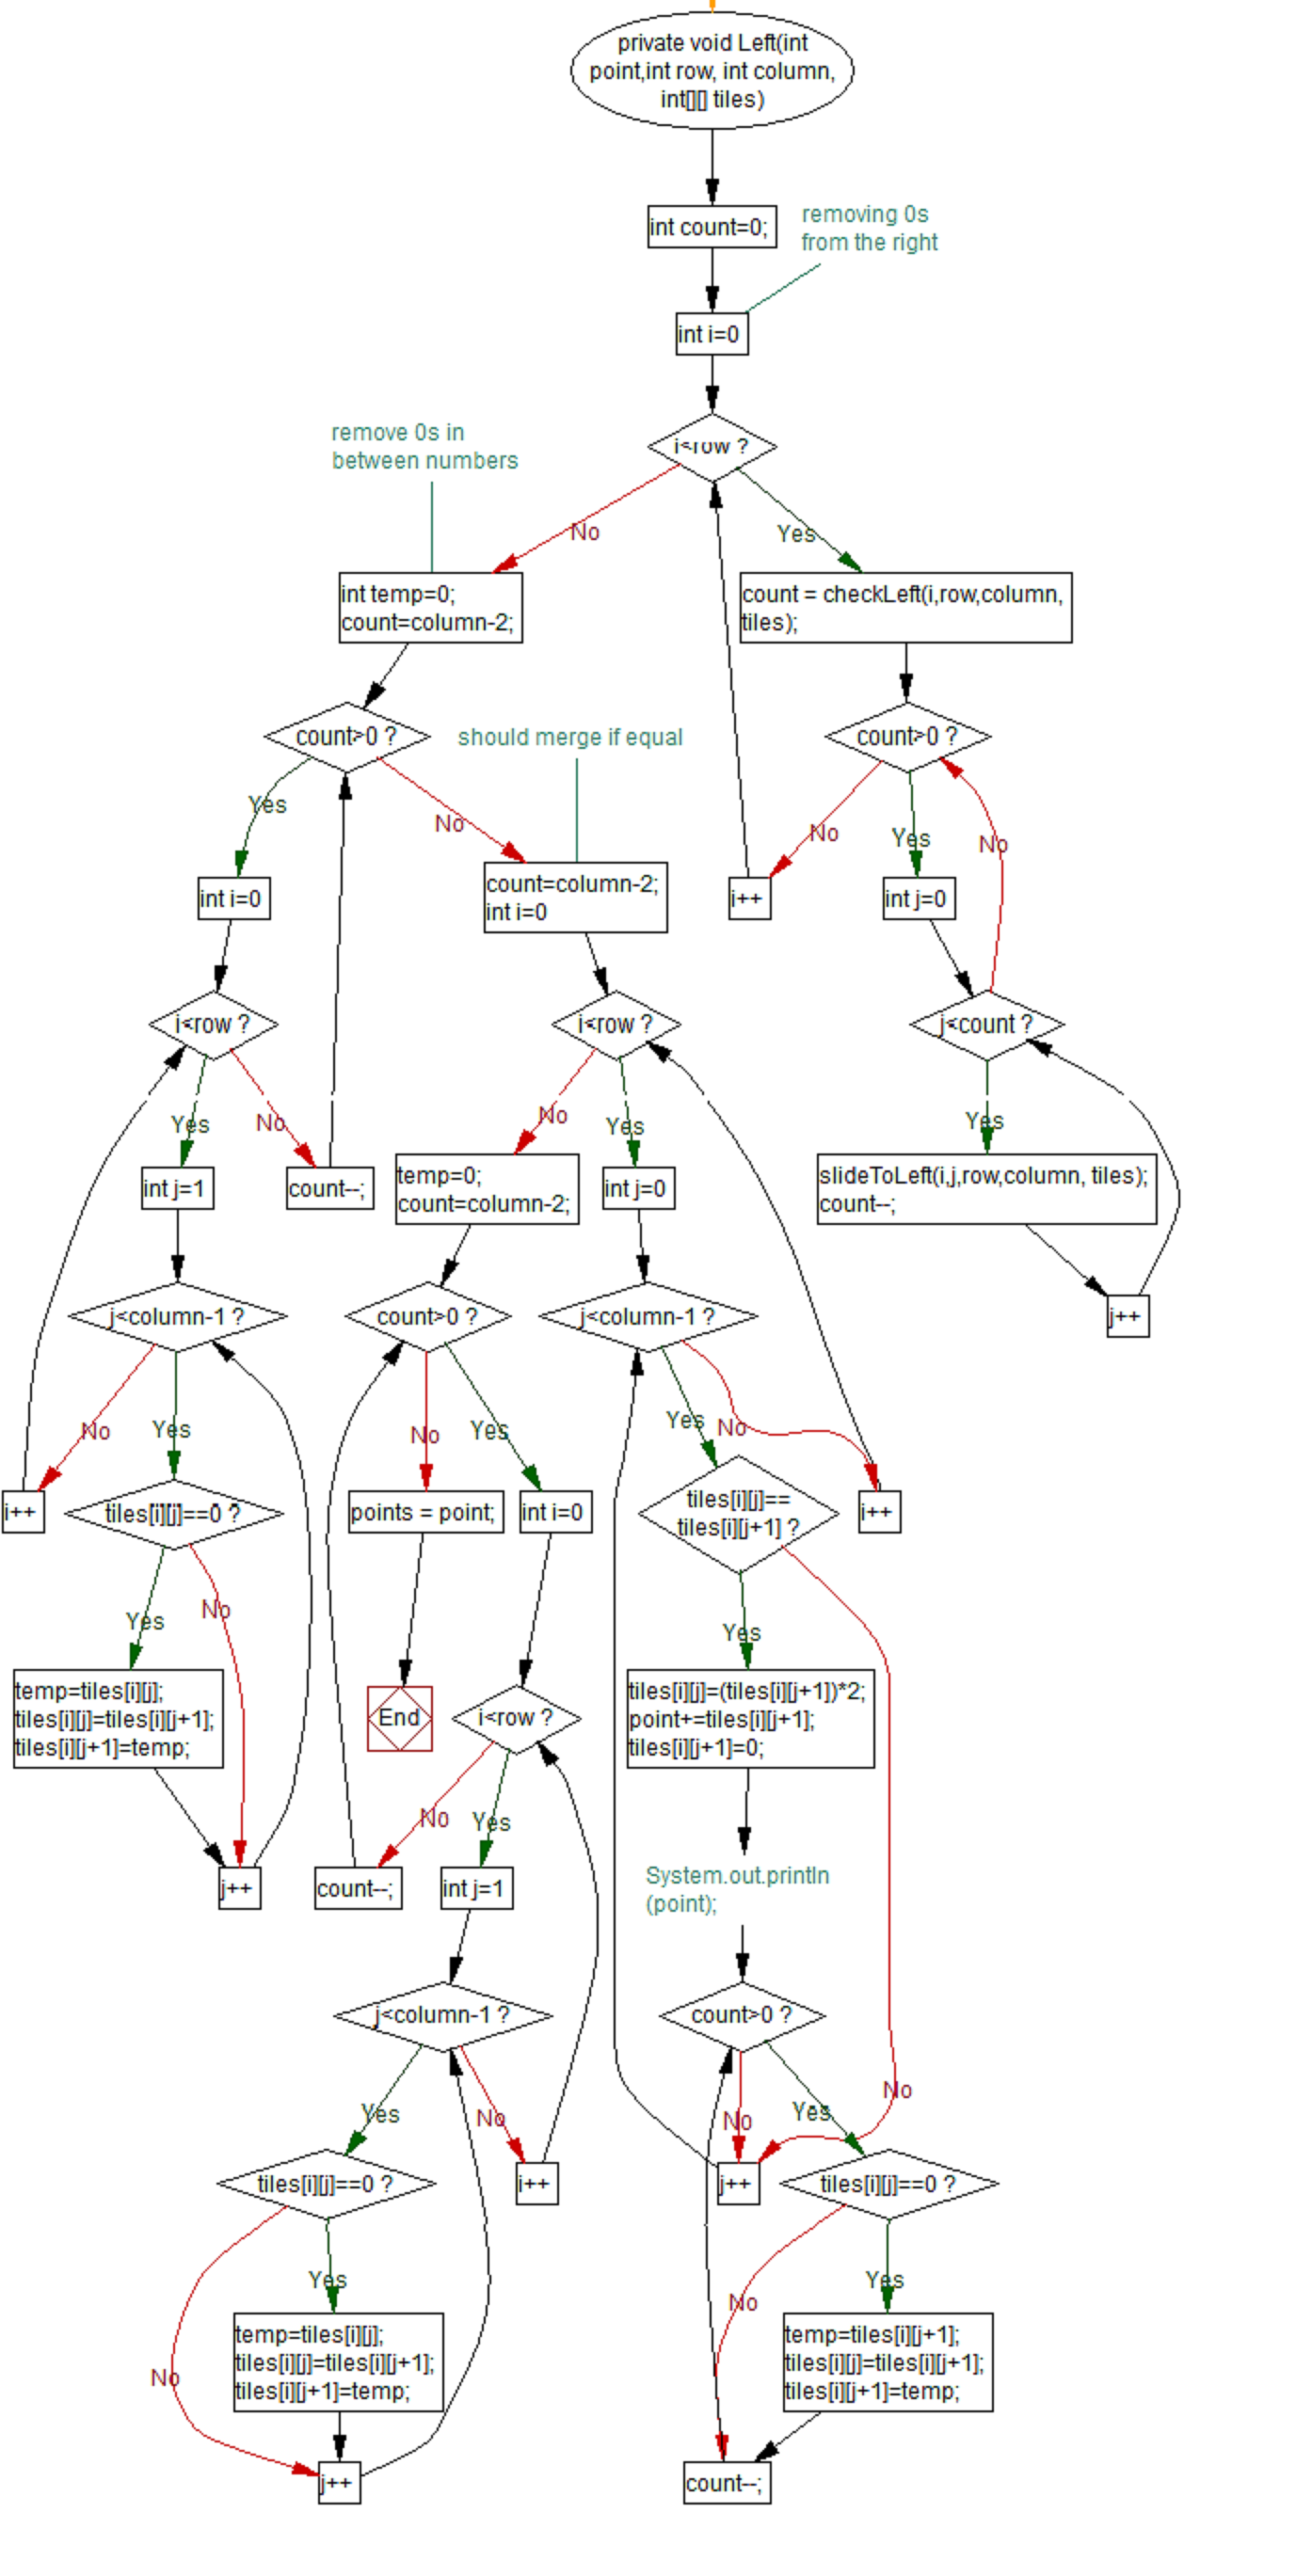 private void Left(int
point,int row, int column,
int[][] tiles)
int count=0;
removing 0s
from the right
int i=0
i<row ?
remove 0s in
between numbers
No
Yes
int temp=0;
count=column-2;
count = checkLeft(i,row,column,
tiles);
count>0 ?
should merge if equal
count>0 ?
Yes
No
No
Yes
No
int i=0
count=column-2;
int i=0
i++
int j=0
i<row ?
i<row ?
j<count ?
Yes
No
No
Yes
Yes
int j=1
count--;
temp=0;
count=column-2;
int j=0
slideToLeft(i,j,row,column, tiles);
count--;
j<column-1 ?
count>0 ?
j<column-1 ?
j++
No
Yes
No
Yes
Yes
No
i++
tiles[i][j]==0 ?
points = point;
int i=0
tiles[i][j]==
tiles[i][j+1] ?
i++
Yes
No
Yes
temp=tiles[i][j];
tiles[i][j]=tiles[i][j+1];
tiles[i][j+1]=temp;
End
i<row ?
tiles[i][j]=(tiles[i][j+1])*2;
point+=tiles[i][j+1];
tiles[i][j+1]=0;
No
Yes
j++
count--;
int j=1
System.out.println
(point);
j<column-1 ?
count>0 ?
Yes
No
No
Yes
No
tiles[i][j]==0 ?
i++
j++
tiles[i][j]==0 ?
Yes
No
Yes
No
temp=tiles[i][j];
tiles[i][j]=tiles[i][j+1];
tiles[i][j+1]=temp;
temp=tiles[i][j+1];
tiles[i][j]=tiles[i][j+1];
tiles[i][j+1]=temp;
j++
count--;